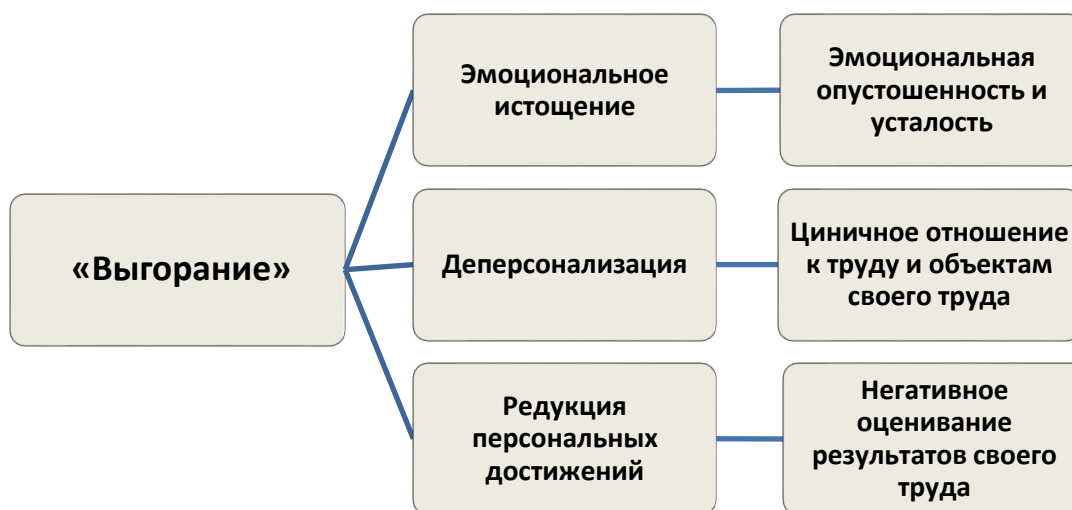 «Выгорание»
Эмоциональное
истощение
Эмоциональная
опустошенность и
усталость
Деперсонализация
Циничное отношение
к труду и объектам
своего труда
Редукция
персональных
достижений
Негативное
оценивание
результатов своего
труда